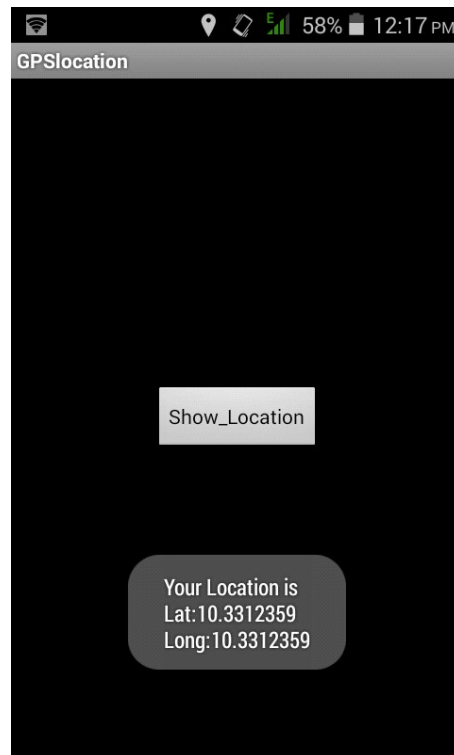 E 58% 12:17 PM
GPSlocation
Show_Location
Your Location is
Lat:10.3312359
Long:10.3312359